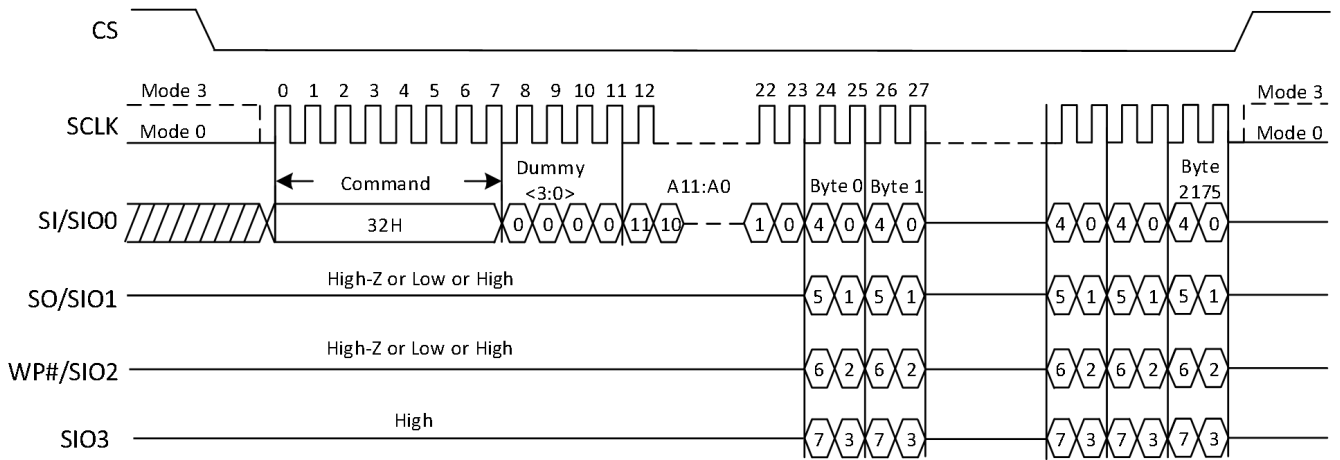 CS
0 1 2 3 4 5 6 7 8 9 10 11 12 22 23 24 25 26 27
Mode 3 Mode 3
SCLK
Mode 0 Mode 0
Command Dummy <3:0> A11:A0 Byte 0 Byte 1 Byte 2175
SI/SIO0 32H 0 0 0 0 11 10 1 0 4 0 4 0 4 0 4 0 4 0
High-Z or Low or High
SO/SIO1 5 1 5 1 5 1 5 1 5 1
High-Z or Low or High
WP#/SIO2 6 2 6 2 6 2 6 2 6 2
High
SIO3 7 3 7 3 7 3 7 3 7 3